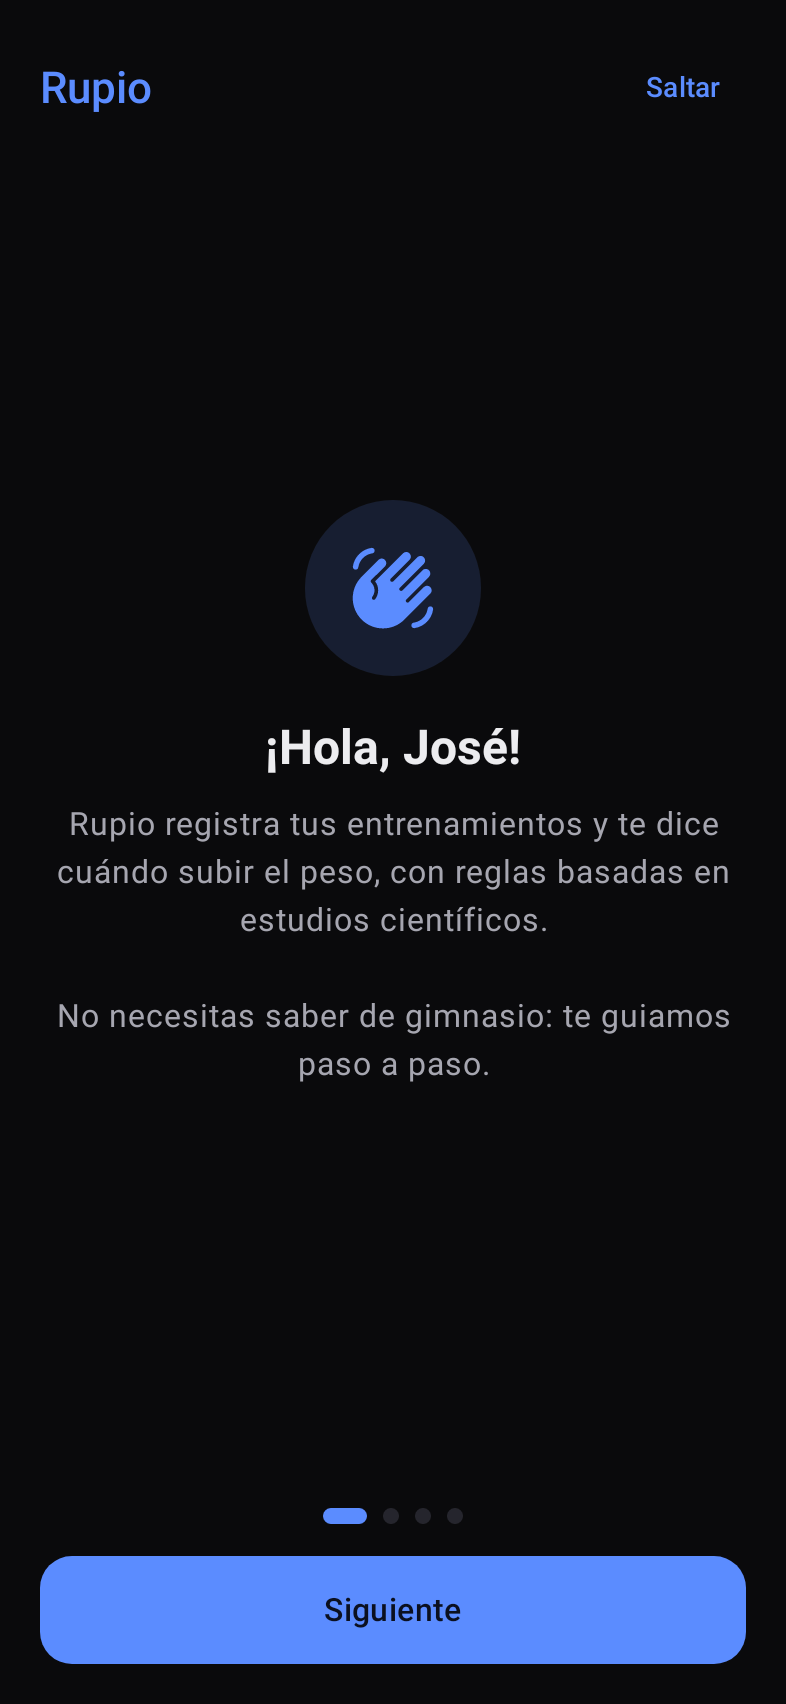 Rupio
Saltar
¡Hola, José!
Rupio registra tus entrenamientos y te dice
cuándo subir el peso, con reglas basadas en
estudios científicos.
No necesitas saber de gimnasio: te guiamos
paso a paso.
Siguiente